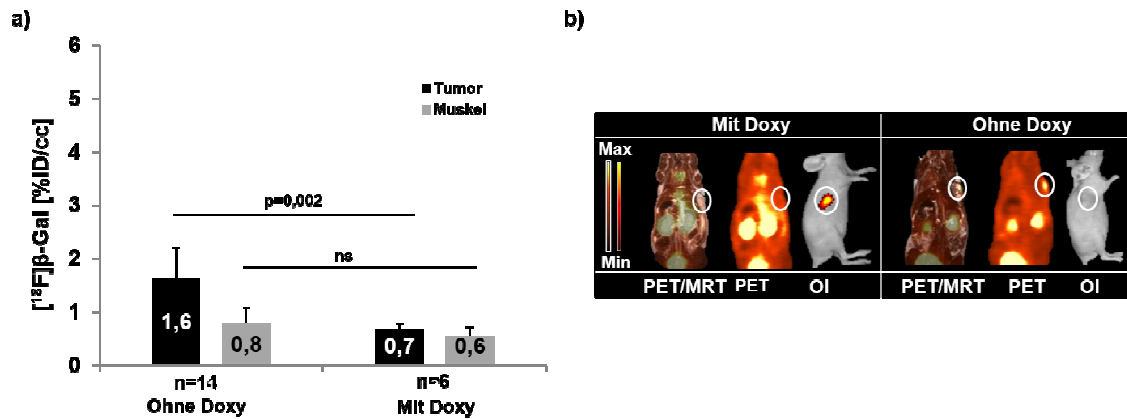 a)
[¹⁸F]β-Gal [%ID/cc]
6
5
4
3
2
1
0
Tumor
Muskel
p=0,002
ns
1,6
0,8
0,7
0,6
n=14
Ohne Doxy
n=6
Mit Doxy
b)
Mit Doxy
Ohne Doxy
Max
Min
PET/MRT PET OI
PET/MRT PET OI